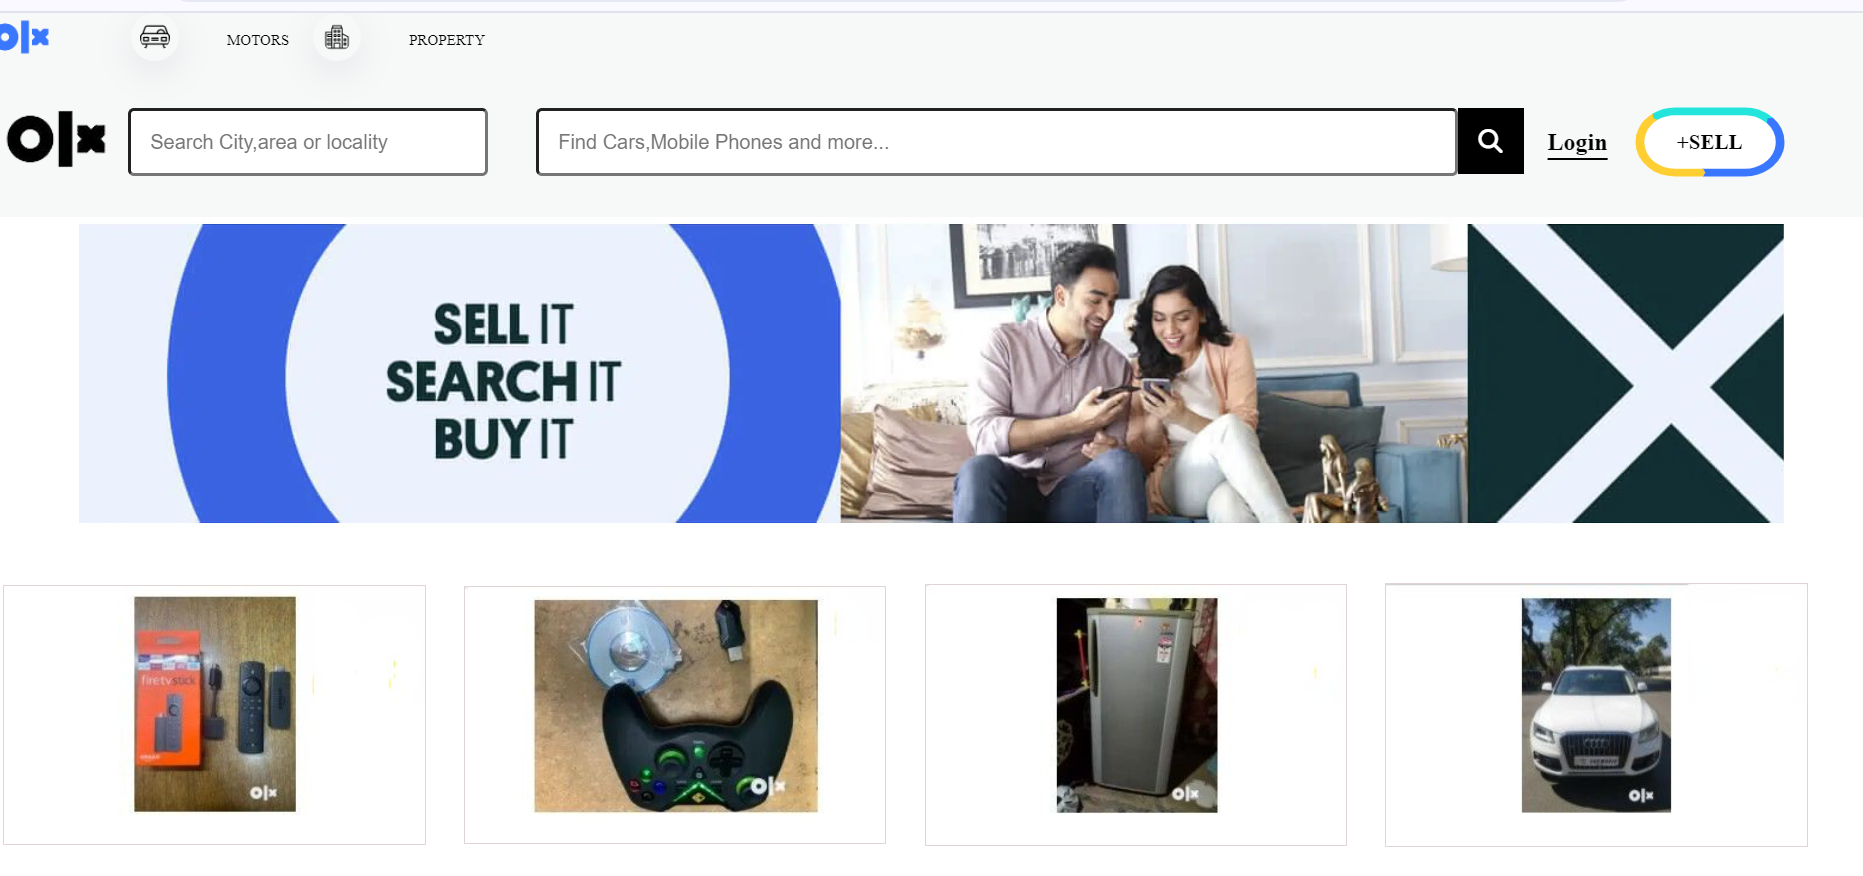 olx
MOTORS
PROPERTY
olx
Search City,area or locality
Find Cars,Mobile Phones and more...
Login
+SELL
SELL IT
SEARCH IT
BUY IT
fire tv stick
olx
olx
olx
olx